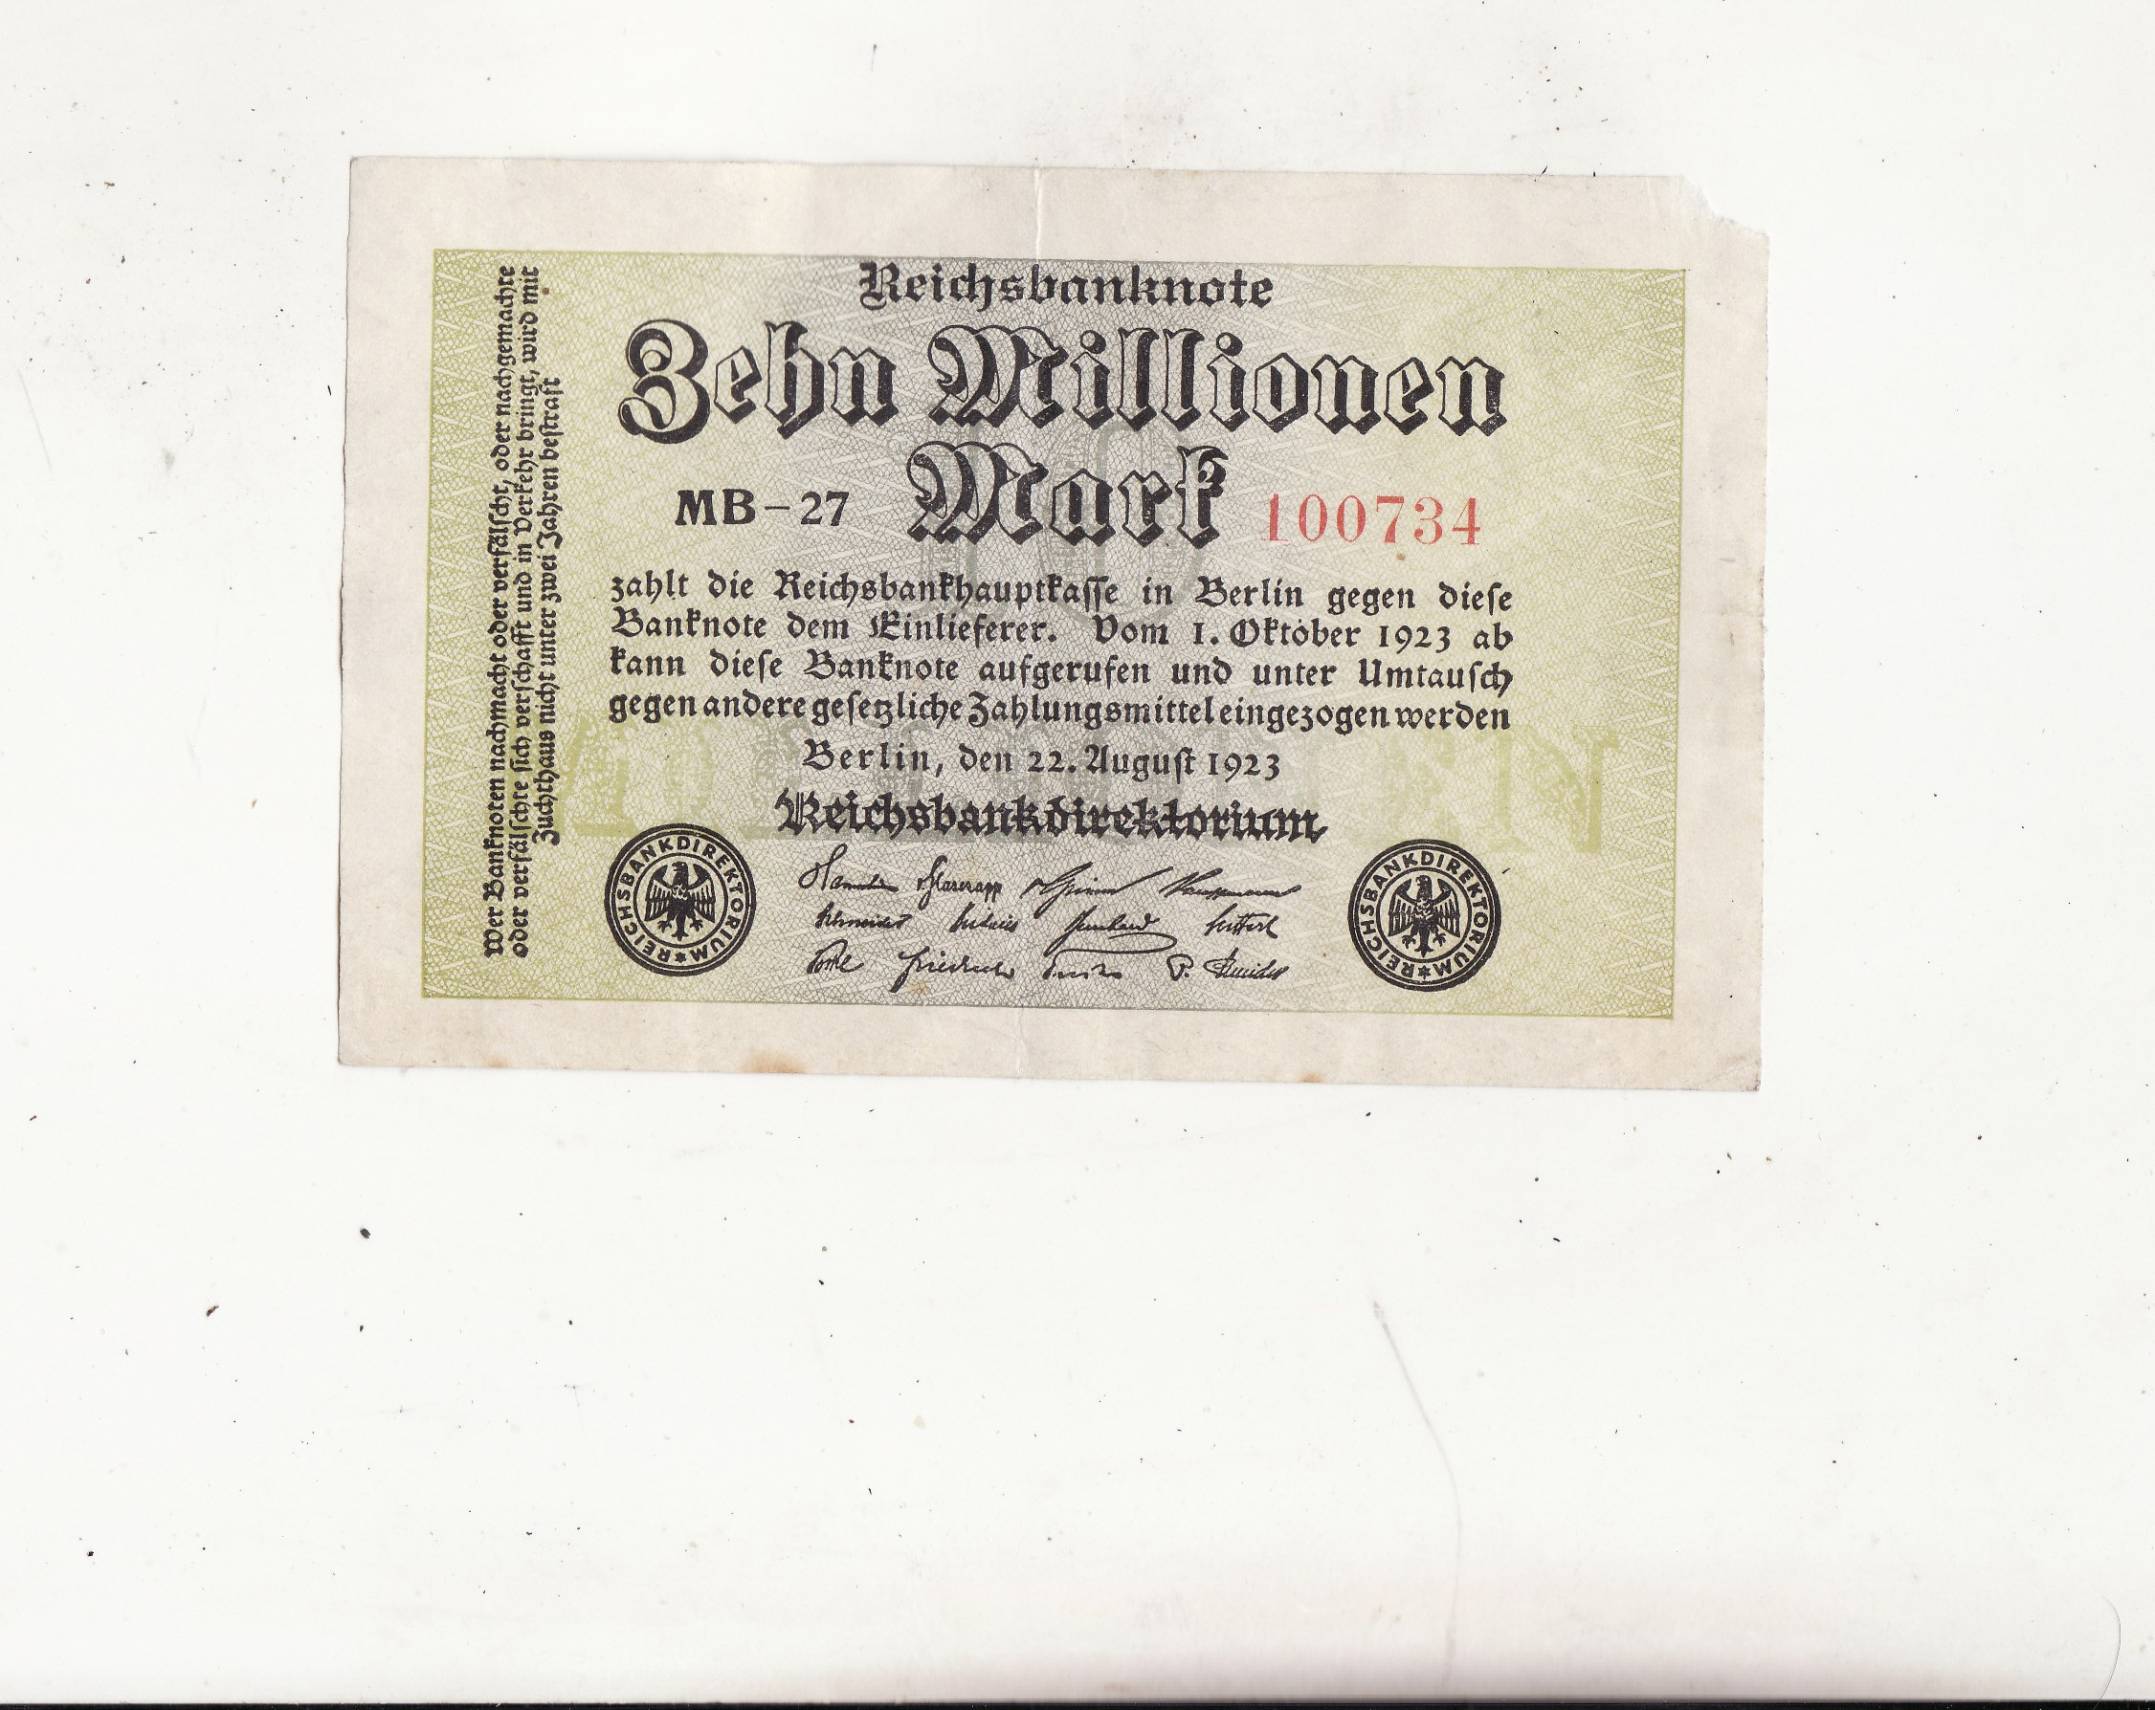 Reichsbanknote
Zehn Millionen
Mark
MB-27
100734
zahlt die Reichsbankhauptkasse in Berlin gegen diese
Banknote dem Einlieferer. Vom 1. Oktober 1923 ab
kann diese Banknote aufgerufen und unter Umtausch
gegen andere gesetzliche Zahlungsmittel eingezogen werden
Berlin, den 22. August 1923
Reichsbankdirektorium
REICHSBANKDIREKTORIUM
REICHSBANKDIREKTORIUM
Wer Banknoten nachmacht oder verfälscht, oder nachgemachte
oder verfälschte sich verschafft und in Verkehr bringt, wird mit
Zuchthaus nicht unter zwei Jahren bestraft